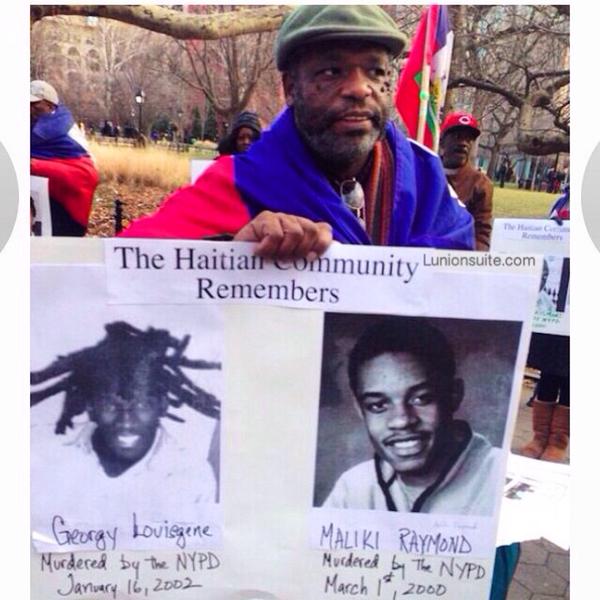 The Haitian Community
Remembers
Lunionsuite.com
Georgy Louisgene
Murdered by the NYPD
January 16, 2002
MALIKI RAYMOND
Murdered by The NYPD
March 1st, 2000
The Haitian
Remembers